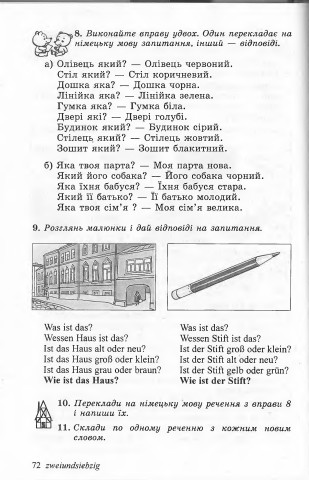 8. Виконайте вправу удвох. Один перекладає на
німецьку мову запитання, інший — відповіді.
а) Олівець який? — Олівець червоний.
Стіл який? — Стіл коричневий.
Дошка яка? — Дошка чорна.
Лінійка яка? — Лінійка зелена.
Гумка яка? — Гумка біла.
Двері які? — Двері голубі.
Будинок який? — Будинок сірий.
Стілець який? — Стілець жовтий.
Зошит який? — Зошит блакитний.
б) Яка твоя парта? — Моя парта нова.
Який його собака? — Його собака чорний.
Яка їхня бабуся? — Їхня бабуся стара.
Який її батько? — Її батько молодий.
Яка твоя сім'я ? — Моя сім'я велика.
9. Розглянь малюнки і дай відповіді на запитання.
Was ist das?
Wessen Haus ist das?
Ist das Haus alt oder neu?
Ist das Haus groß oder klein?
Ist das Haus grau oder braun?
Wie ist das Haus?
Was ist das?
Wessen Stift ist das?
Ist der Stift groß oder klein?
Ist der Stift alt oder neu?
Ist der Stift gelb oder grün?
Wie ist der Stift?
10. Переклади на німецьку мову речення з вправи 8
і напиши їх.
11. Склади по одному реченню з кожним новим
словом.
72 zweiundsiebzig